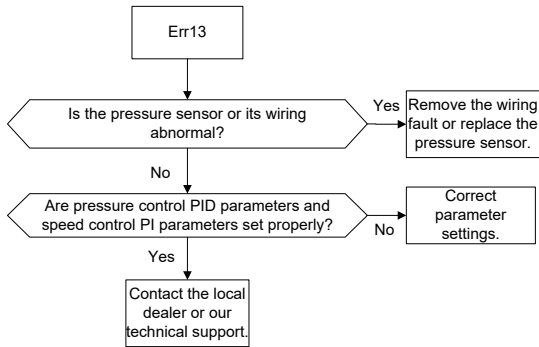 Err13
Is the pressure sensor or its wiring
abnormal?
Yes
Remove the wiring
fault or replace the
pressure sensor.
No
Are pressure control PID parameters and
speed control PI parameters set properly?
No
Correct
parameter
settings.
Yes
Contact the local
dealer or our
technical support.